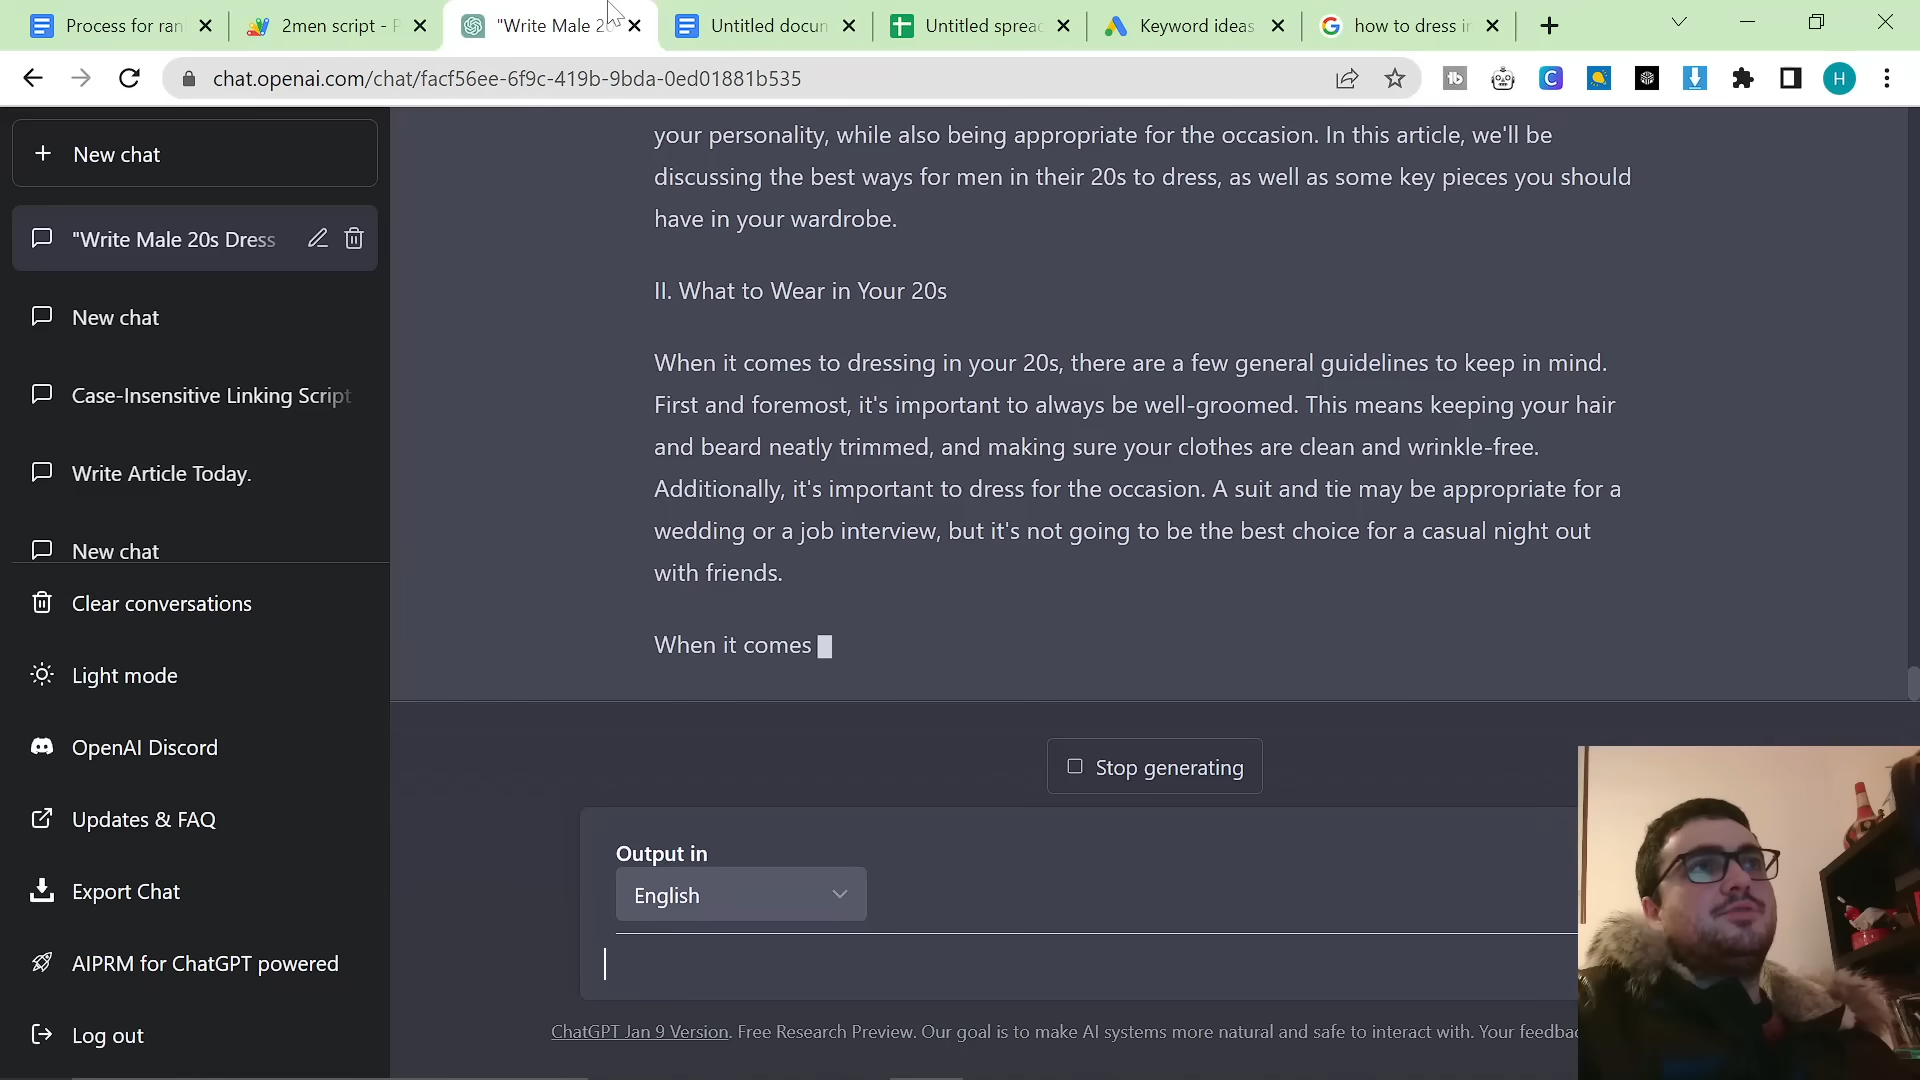 Process for ran
2men script - P
"Write Male 20
Untitled docun
Untitled spread
Keyword ideas
how to dress in
chat.openai.com/chat/facf56ee-6f9c-419b-9bda-0ed01881b535
H
New chat
"Write Male 20s Dress
New chat
Case-Insensitive Linking Script
Write Article Today.
New chat
Clear conversations
Light mode
OpenAI Discord
Updates & FAQ
Export Chat
AIPRM for ChatGPT powered
Log out
your personality, while also being appropriate for the occasion. In this article, we'll be
discussing the best ways for men in their 20s to dress, as well as some key pieces you should
have in your wardrobe.
II. What to Wear in Your 20s
When it comes to dressing in your 20s, there are a few general guidelines to keep in mind.
First and foremost, it's important to always be well-groomed. This means keeping your hair
and beard neatly trimmed, and making sure your clothes are clean and wrinkle-free.
Additionally, it's important to dress for the occasion. A suit and tie may be appropriate for a
wedding or a job interview, but it's not going to be the best choice for a casual night out
with friends.
When it comes
Stop generating
Output in
English
ChatGPT Jan 9 Version. Free Research Preview. Our goal is to make AI systems more natural and safe to interact with. Your feedbac